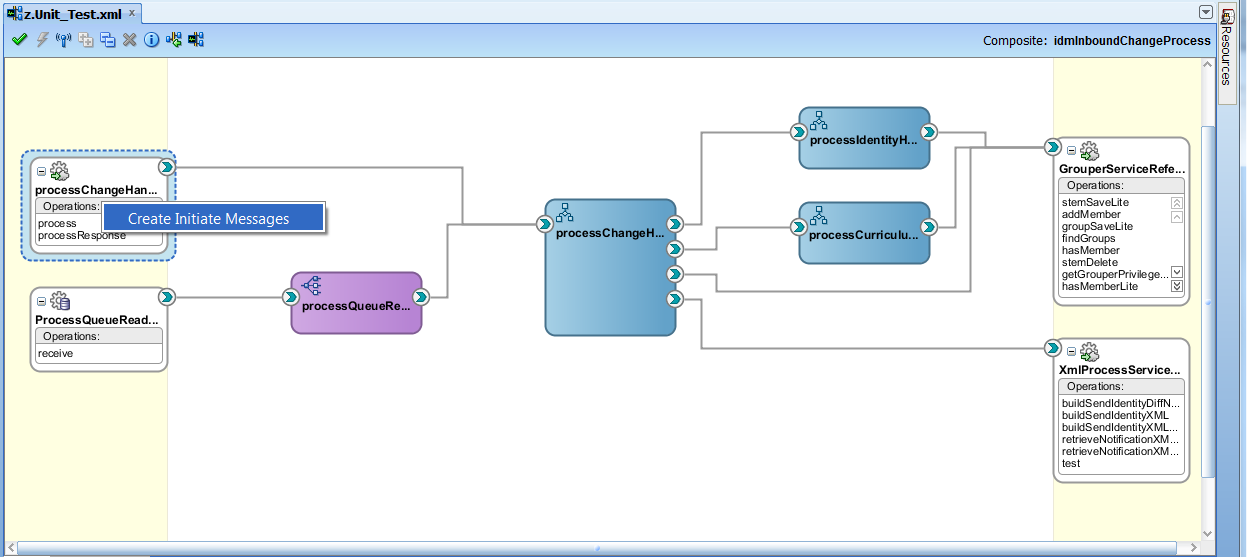 z.Unit_Test.xml
Composite: idmInboundChangeProcess
Resources
processChangeHan...
Operations:
process
processResponse
Create Initiate Messages
ProcessQueueRead...
Operations:
receive
processQueueRe...
processChangeH...
processIdentityH...
processCurriculu...
GrouperServiceRefe...
Operations:
stemSaveLite
addMember
groupSaveLite
findGroups
hasMember
stemDelete
getGrouperPrivilege...
hasMemberLite
XmlProcessService...
Operations:
buildSendIdentityDiffN...
buildSendIdentityXML
buildSendIdentityXML...
retrieveNotificationXM...
retrieveNotificationXM...
test